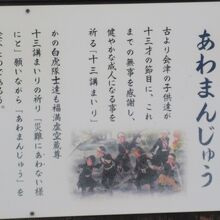 あわまんじゅう
古より会津の子供達が
十三才の節目に、これ
までの無事を感謝し、
健やかな成人になる事を
祈る「十三講まいり」
かの白虎隊士達も福満虚空蔵尊
十三講まいりの祈り「災難にあわない様
にと」願いながら「あわまんじゅう」を